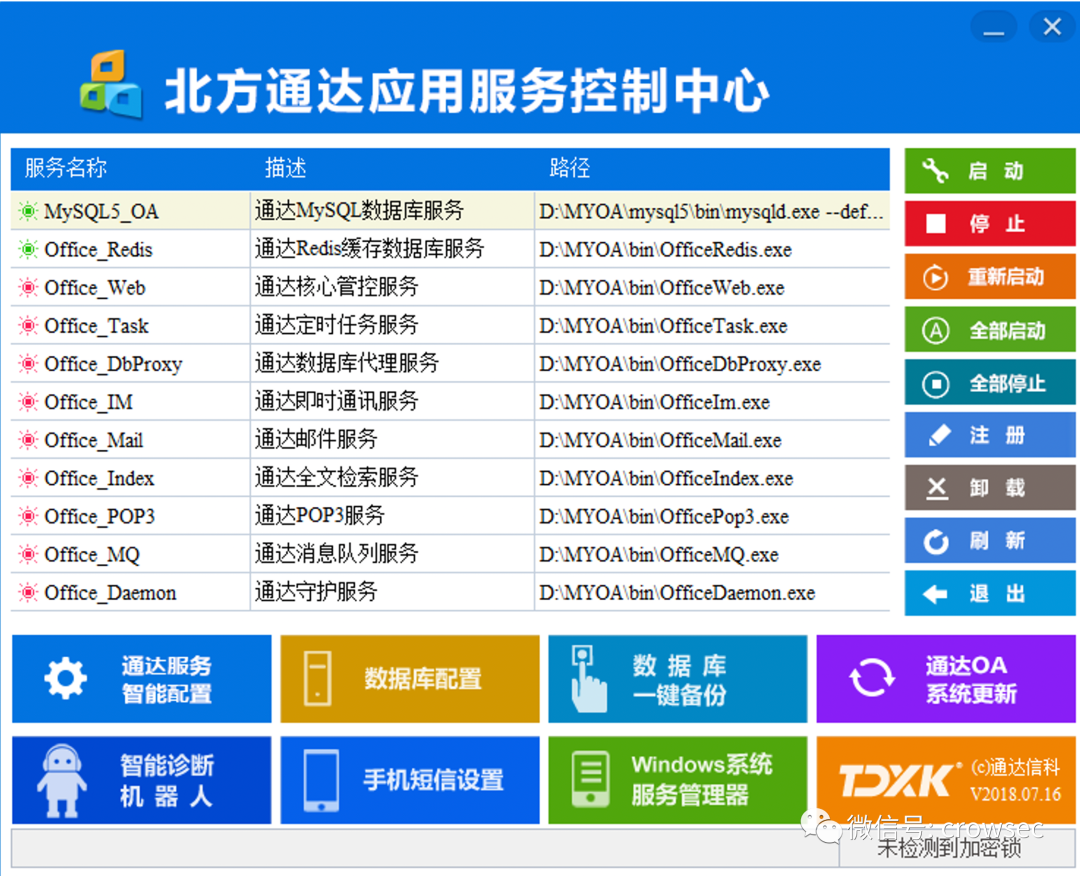 北方通达应用服务控制中心
服务名称 描述 路径
MySQL5_OA 通达MySQL数据库服务 D:\MYOA\mysql5\bin\mysqld.exe --def...
Office_Redis 通达Redis缓存数据库服务 D:\MYOA\bin\OfficeRedis.exe
Office_Web 通达核心管控服务 D:\MYOA\bin\OfficeWeb.exe
Office_Task 通达定时任务服务 D:\MYOA\bin\OfficeTask.exe
Office_DbProxy 通达数据库代理服务 D:\MYOA\bin\OfficeDbProxy.exe
Office_IM 通达即时通讯服务 D:\MYOA\bin\OfficeIm.exe
Office_Mail 通达邮件服务 D:\MYOA\bin\OfficeMail.exe
Office_Index 通达全文检索服务 D:\MYOA\bin\OfficeIndex.exe
Office_POP3 通达POP3服务 D:\MYOA\bin\OfficePop3.exe
Office_MQ 通达消息队列服务 D:\MYOA\bin\OfficeMQ.exe
Office_Daemon 通达守护服务 D:\MYOA\bin\OfficeDaemon.exe
启 动
停 止
重新启动
A 全部启动
全部停止
注 册
卸 载
刷 新
退 出
通达服务
智能配置
数据库配置
数 据 库
一键备份
通达OA
系统更新
智能诊断
机 器 人
手机短信设置
Windows系统
服务管理器
TDXK® (c)通达信科
V2018.07.16
微信号: crowsec
未检测到加密锁